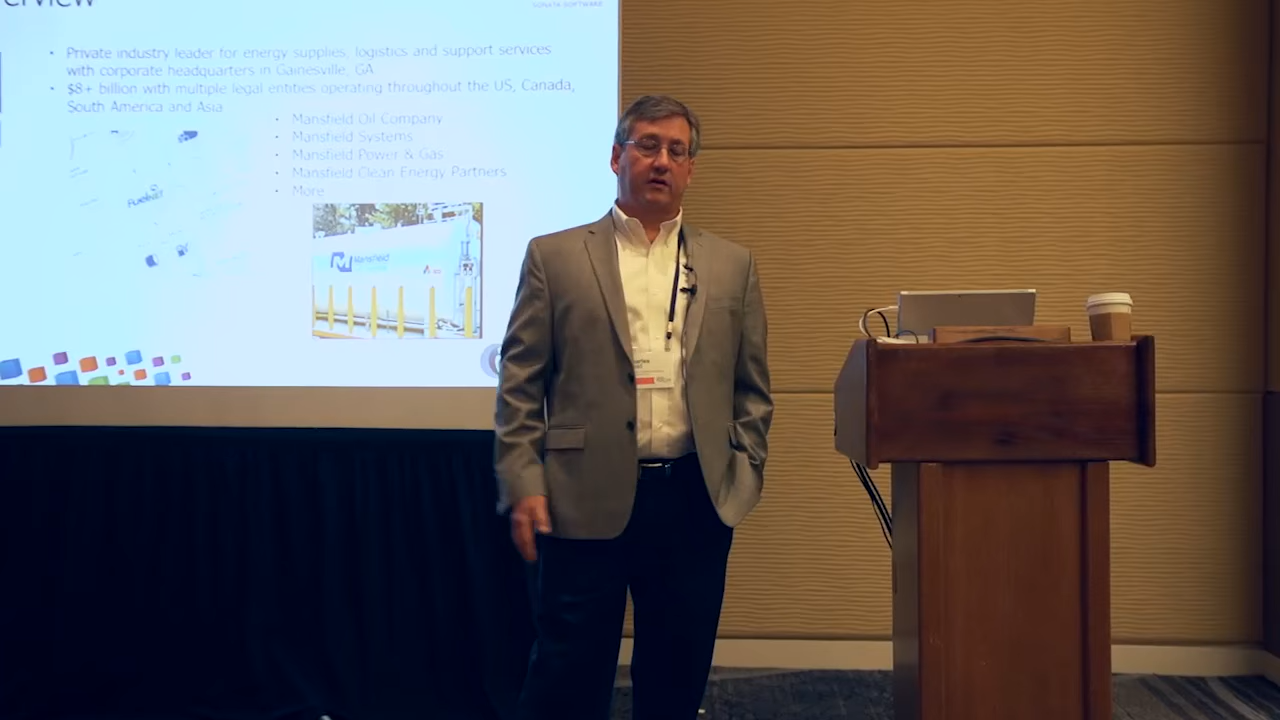 erview
SONATA SOFTWARE
• Private industry leader for energy supplies, logistics and support services
with corporate headquarters in Gainesville, GA
• $8+ billion with multiple legal entities operating throughout the US, Canada,
South America and Asia
• Mansfield Oil Company
• Mansfield Systems
• Mansfield Power & Gas
• Mansfield Clean Energy Partners
• More
Mansfield